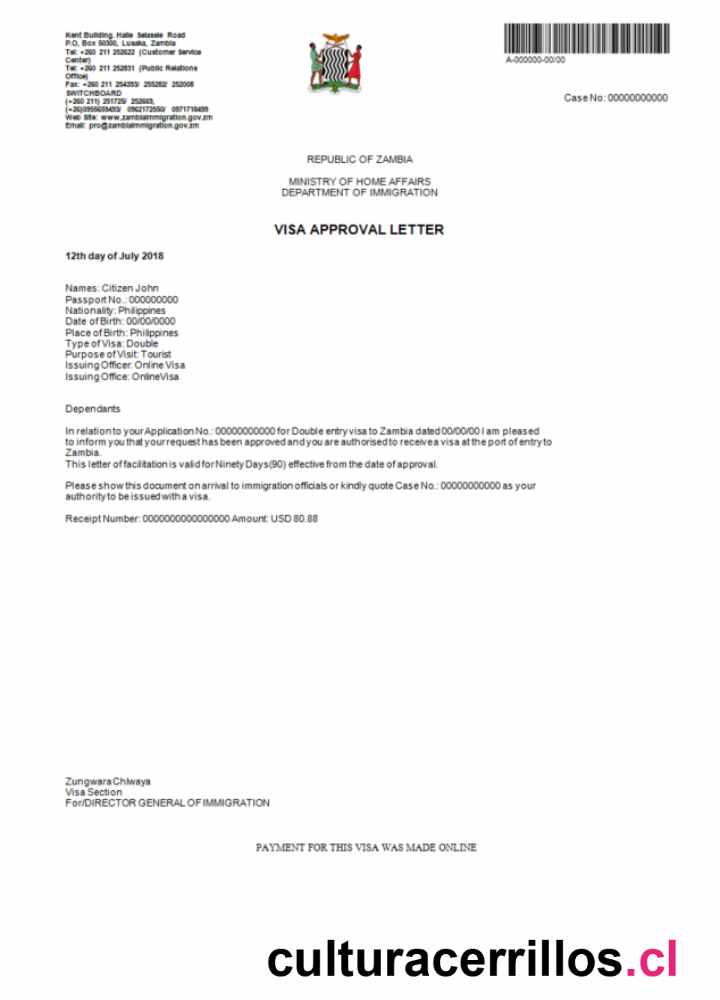 Kent Building, Haile Selassie Road
P.O, Box 50300, Lusaka, Zambia
Tel: +260 211 252622 (Customer Service
Center)
Tel: +260 211 252631 (Public Relations
Office)
Fax: +260 211 254393/ 255262/ 252008
SWITCHBOARD
(+260 211) 251725/ 252669,
(+26)0955659493/ 0962172550/ 0971718499
Web Site: www.zambiaimmigration.gov.zm
Email: pro@zambiaimmigration.gov.zm
A-000000-00/00
Case No: 00000000000
REPUBLIC OF ZAMBIA
MINISTRY OF HOME AFFAIRS
DEPARTMENT OF IMMIGRATION
VISA APPROVAL LETTER
12th day of July 2018
Names: Citizen John
Passport No.: 000000000
Nationality: Philippines
Date of Birth: 00/00/0000
Place of Birth: Philippines
Type of Visa: Double
Purpose of Visit: Tourist
Issuing Officer: Online Visa
Issuing Office: OnlineVisa
Dependants
In relation to your Application No.: 00000000000 for Double entry visa to Zambia dated 00/00/00 I am pleased
to inform you that your request has been approved and you are authorised to receive a visa at the port of entry to
Zambia.
This letter of facilitation is valid for Ninety Days(90) effective from the date of approval.
Please show this document on arrival to immigration officials or kindly quote Case No.: 00000000000 as your
authority to be issued with a visa.
Receipt Number: 0000000000000000 Amount: USD 80.88
Zungwara Chiwaya
Visa Section
For/DIRECTOR GENERAL OF IMMIGRATION
PAYMENT FOR THIS VISA WAS MADE ONLINE
culturacerrillos.cl